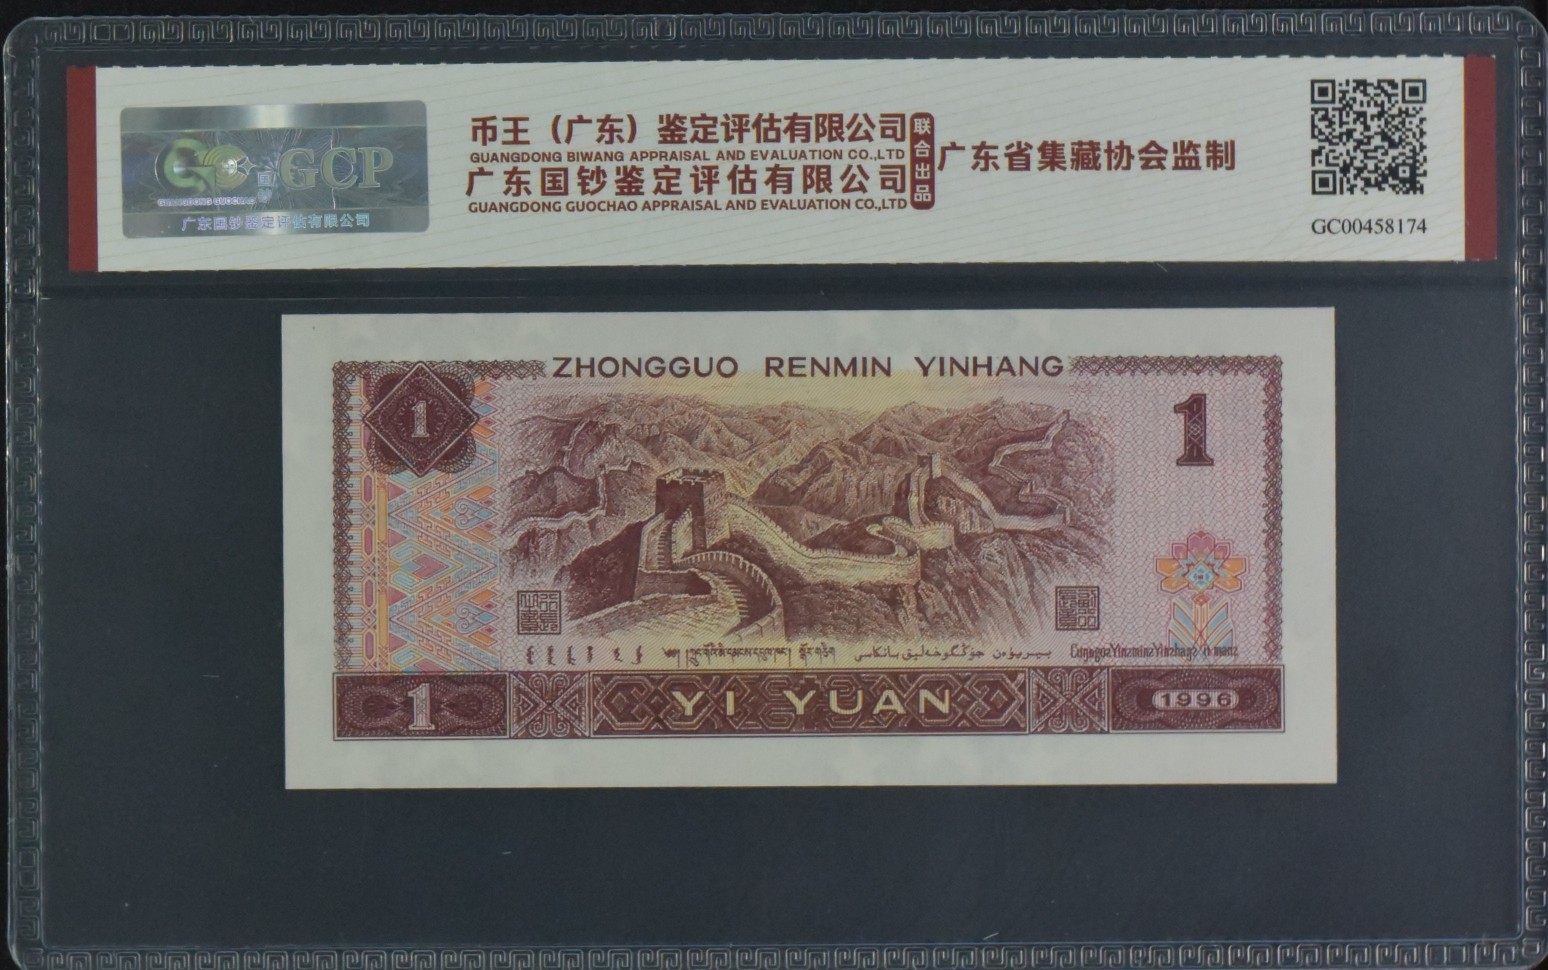 GO GCP
广东国钞鉴定评估有限公司
币王（广东）鉴定评估有限公司
GUANGDONG BIWANG APPRAISAL AND EVALUATION CO.,LTD
广东国钞鉴定评估有限公司
GUANGDONG GUOCHAO APPRAISAL AND EVALUATION CO.,LTD
联合出品
广东省集藏协会监制
GC00458174
ZHONGGUO RENMIN YINHANG
1
1
1 YI YUAN 1996